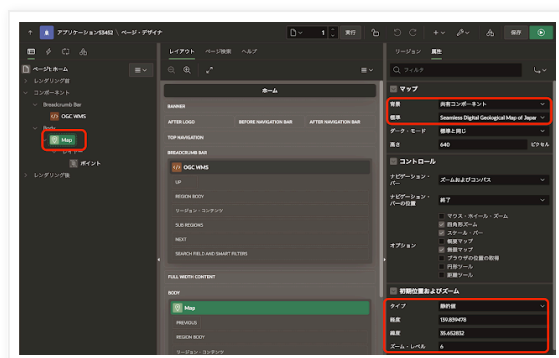 アプリケーション53452 \ ページ・デザイナ
1
実行
保存
ページ1: ホーム
レンダリング前
コンポーネント
Breadcrumb Bar
OGC WMS
Body
Map
ポイント
レンダリング後
レイアウト ページ検索 ヘルプ
ホーム
BANNER
AFTER LOGO BEFORE NAVIGATION BAR AFTER NAVIGATION BAR
TOP NAVIGATION
BREADCRUMB BAR
OGC WMS
UP
REGION BODY
リージョン・コンテンツ
SUB REGIONS
NEXT
SEARCH FIELD AND SMART FILTERS
FULL WIDTH CONTENT
BODY
Map
PREVIOUS
REGION BODY
リージョン・コンテンツ
リージョン 属性
フィルタ
マップ
背景 共有コンポーネント
標準 Seamless Digital Geological Map of Japan
ダーク・モード 標準と同じ
高さ 640 ピクセル
コントロール
ナビゲーション・バー ズームおよびコンパス
ナビゲーション・バーの位置 終了
オプション
マウス・ホイール・ズーム
四角形ズーム
スケール・バー
概要マップ
ブラウザの位置の取得
円形ツール
距離ツール
初期位置およびズーム
タイプ 静的値
経度 139.839478
緯度 35.652832
ズーム・レベル 6